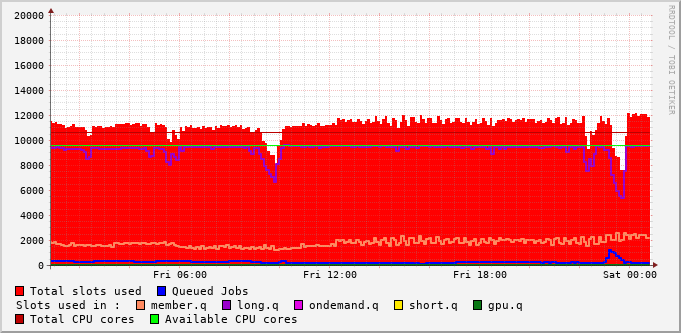 20000
18000
16000
14000
12000
10000
8000
6000
4000
2000
0
Fri 06:00 Fri 12:00 Fri 18:00 Sat 00:00
RRDTOOL / TOBI OETIKER
Total slots used Queued Jobs
Slots used in : member.q long.q ondemand.q short.q gpu.q
Total CPU cores Available CPU cores